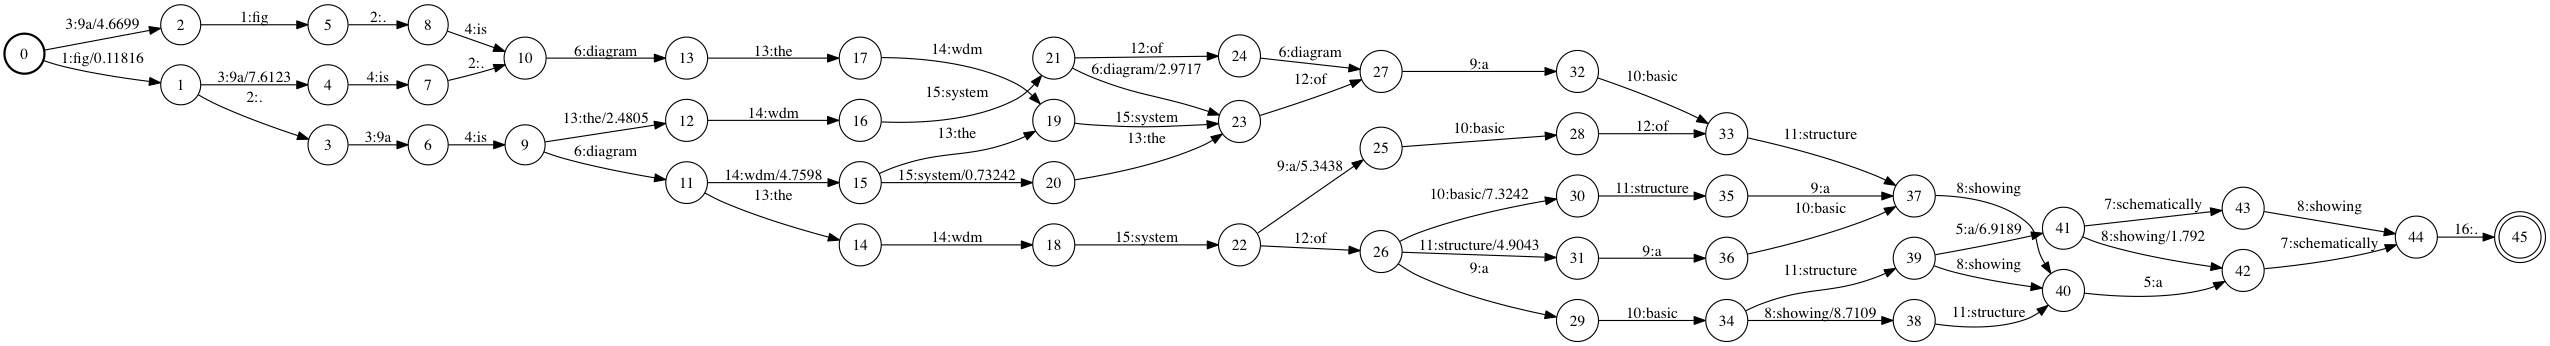 0
3:9a/4.6699
1:fig/0.11816
2
1:fig
5
2:.
8
4:is
1
3:9a/7.6123
4
4:is
7
2:.
2:.
3
3:9a
6
4:is
9
10
6:diagram
13
13:the
17
14:wdm
13:the/2.4805
12
14:wdm
16
15:system
6:diagram
11
14:wdm/4.7598
15
13:the
15:system/0.73242
20
13:the
13:the
14
14:wdm
18
15:system
22
19
15:system
21
12:of
24
6:diagram
6:diagram/2.9717
23
12:of
27
9:a
32
10:basic
9:a/5.3438
25
10:basic
28
12:of
33
11:structure
12:of
26
10:basic/7.3242
30
11:structure
35
9:a
11:structure/4.9043
31
9:a
36
10:basic
9:a
29
10:basic
34
11:structure
8:showing/8.7109
38
11:structure
37
8:showing
39
5:a/6.9189
8:showing
40
5:a
41
7:schematically
43
8:showing
8:showing/1.792
42
7:schematically
44
16:.
45